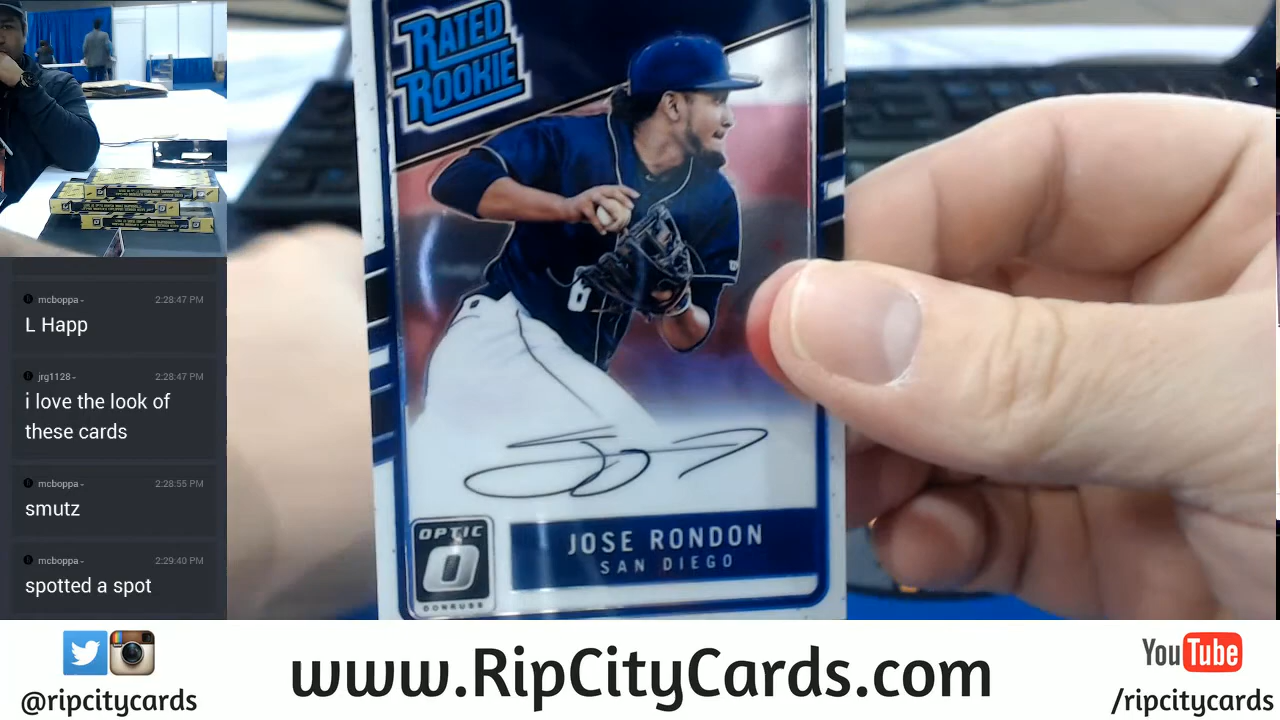 RATED
ROOKIE
mcboppa - 2:28:47 PM
L Happ
jrg1128 - 2:28:47 PM
i love the look of
these cards
mcboppa - 2:28:55 PM
smutz
mcboppa - 2:29:40 PM
spotted a spot
OPTIC
DONRUSS
JOSE RONDON
SAN DIEGO
@ripcitycards
www.RipCityCards.com
YouTube
/ripcitycards